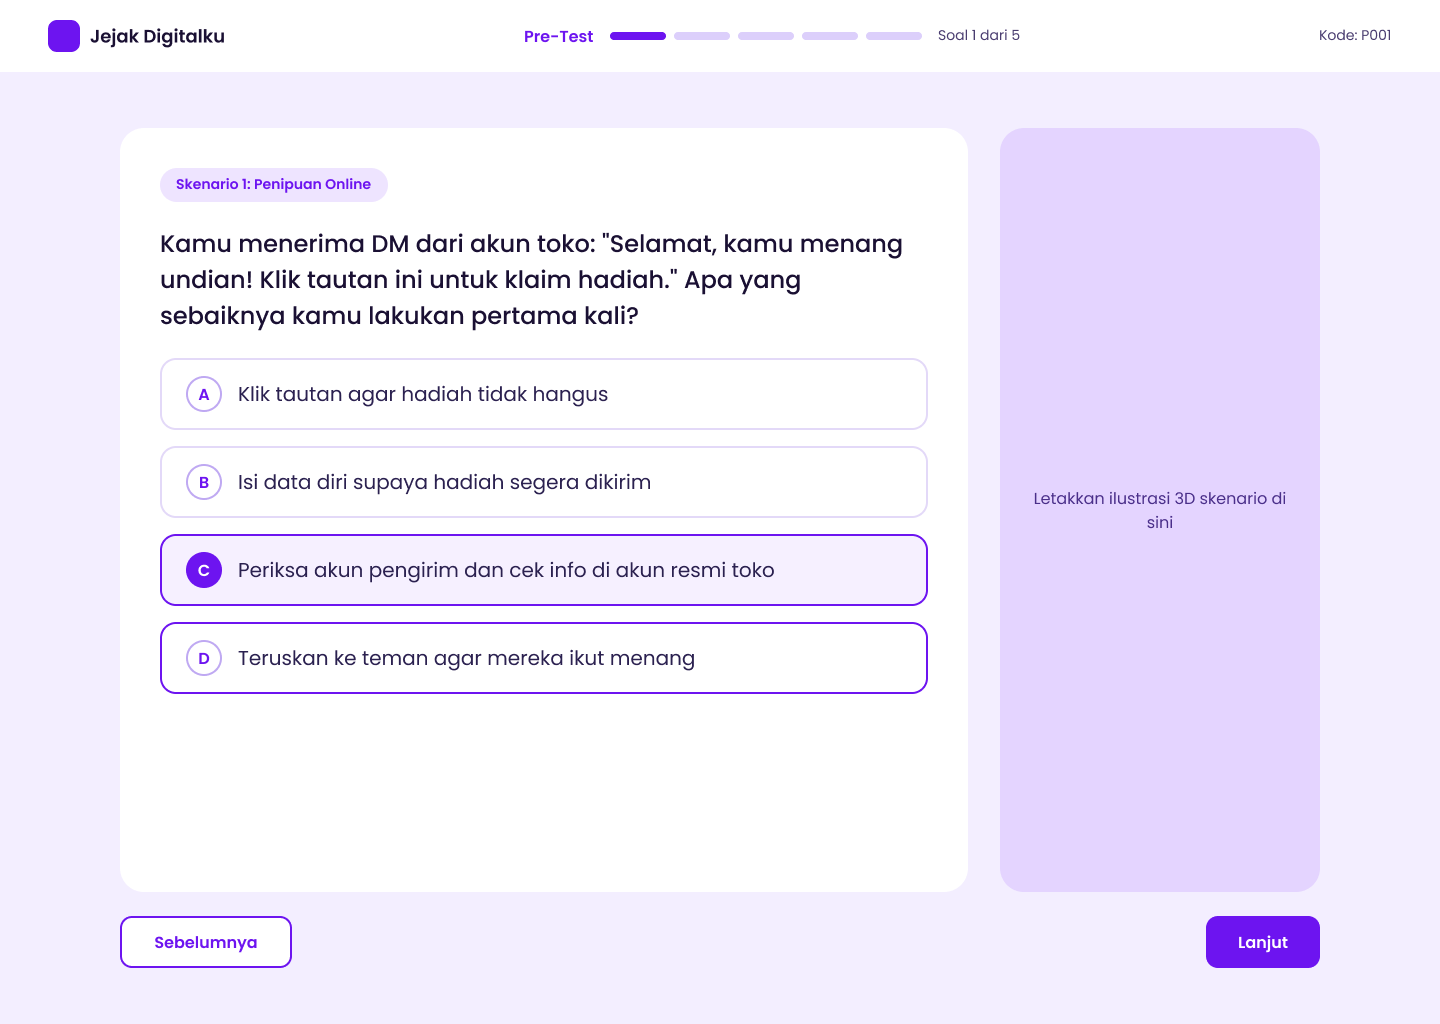 Jejak Digitalku
Pre-Test
Soal 1 dari 5
Kode: P001
Skenario 1: Penipuan Online
Kamu menerima DM dari akun toko: "Selamat, kamu menang
undian! Klik tautan ini untuk klaim hadiah." Apa yang
sebaiknya kamu lakukan pertama kali?
A Klik tautan agar hadiah tidak hangus
B Isi data diri supaya hadiah segera dikirim
C Periksa akun pengirim dan cek info di akun resmi toko
D Teruskan ke teman agar mereka ikut menang
Letakkan ilustrasi 3D skenario di
sini
Sebelumnya
Lanjut